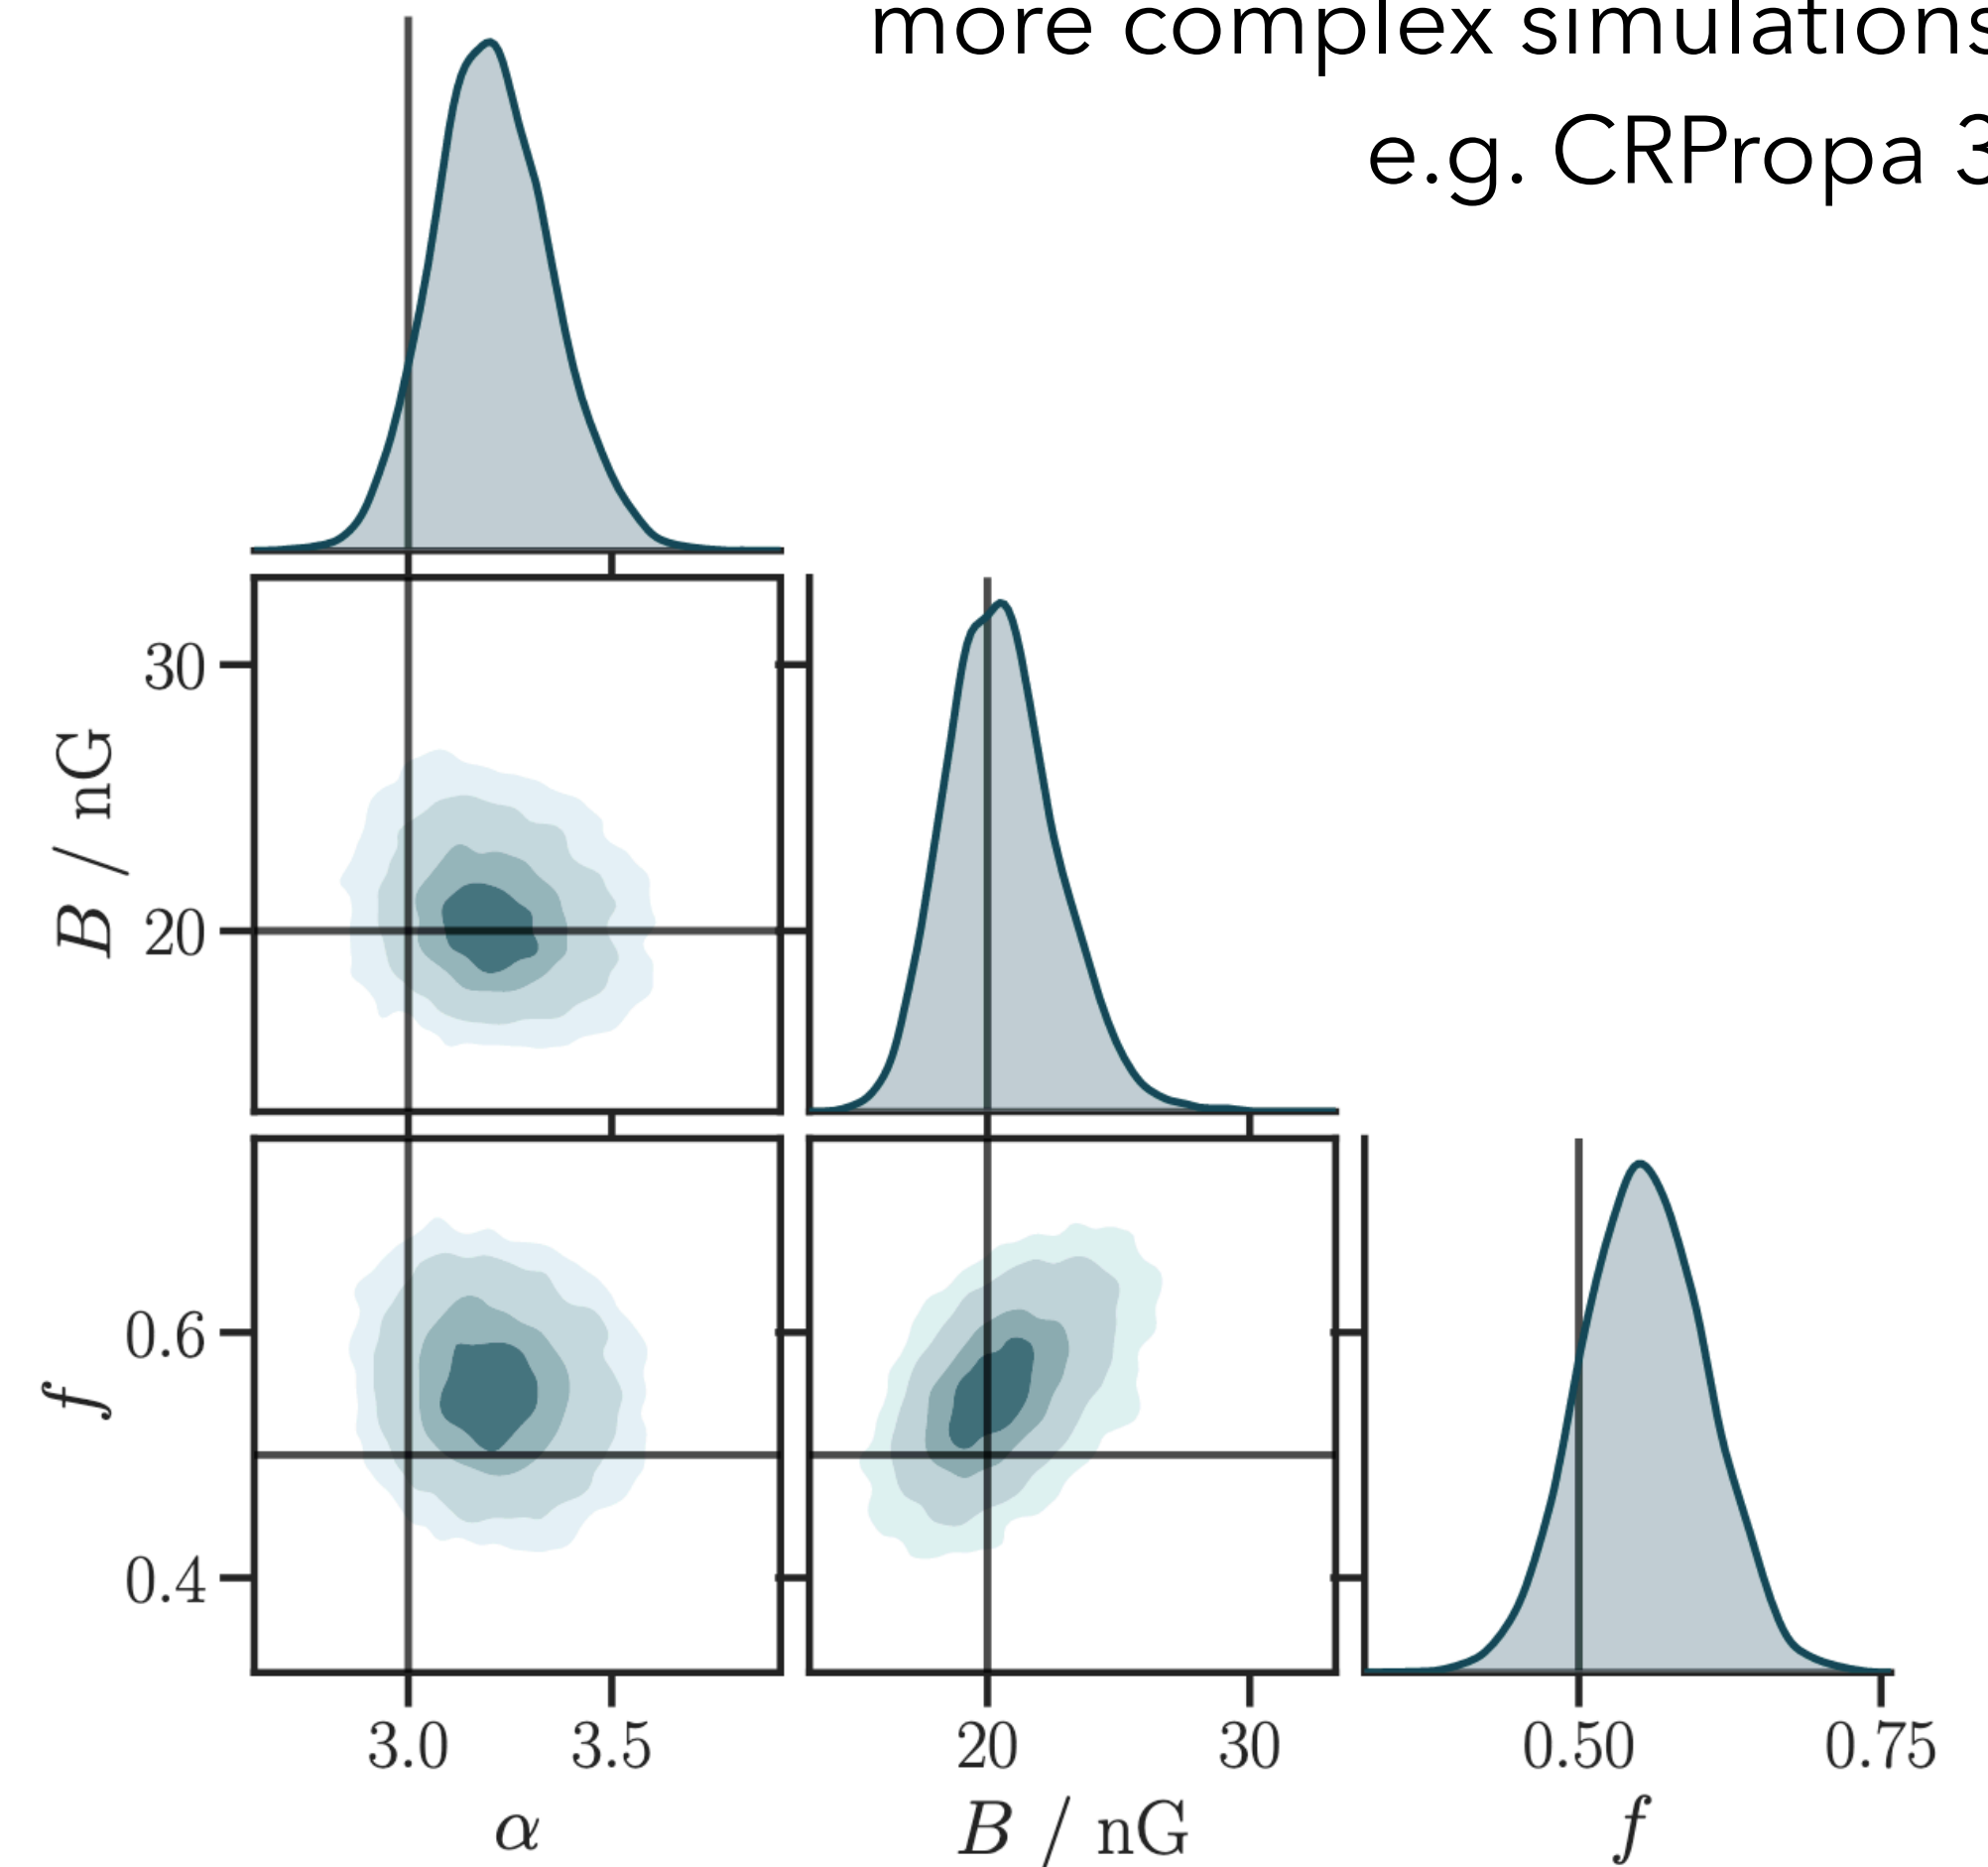 more complex simulations
e.g. CRPropa 3
30
B / nG
20
0.6
f
0.4
3.0 3.5 20 30 0.50 0.75
α B / nG f